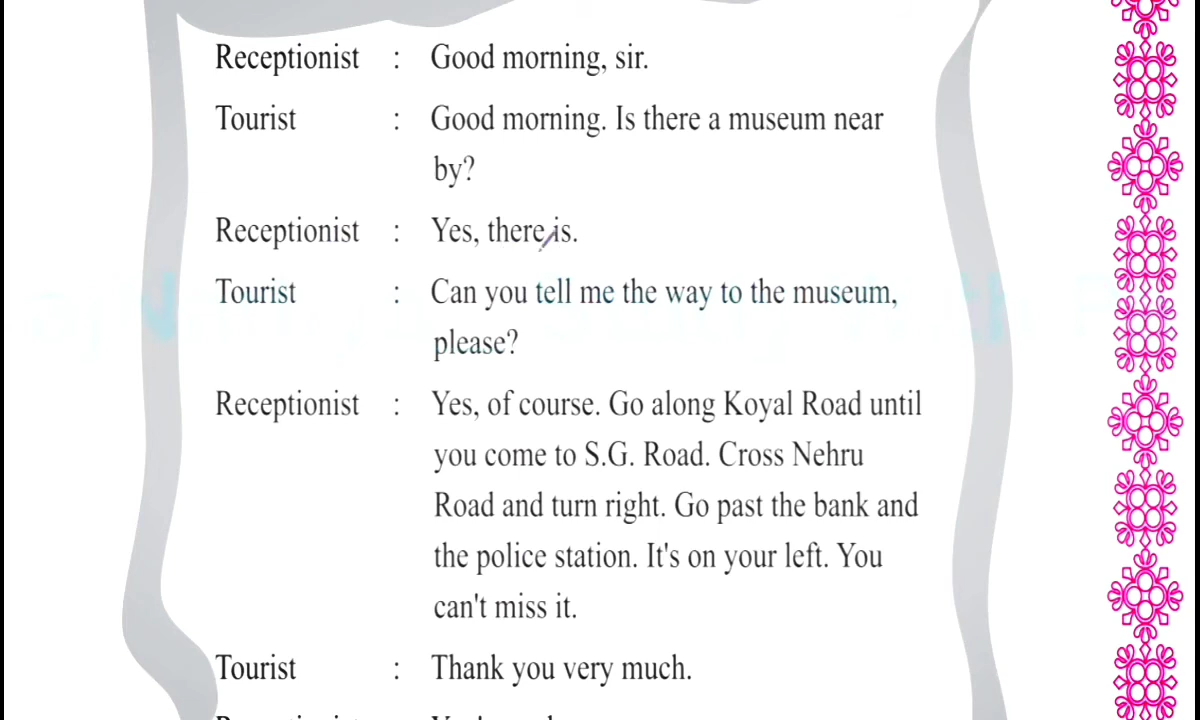 Receptionist : Good morning, sir.
Tourist : Good morning. Is there a museum near
by?
Receptionist : Yes, there is.
Tourist : Can you tell me the way to the museum,
please?
Receptionist : Yes, of course. Go along Koyal Road until
you come to S.G. Road. Cross Nehru
Road and turn right. Go past the bank and
the police station. It's on your left. You
can't miss it.
Tourist : Thank you very much.